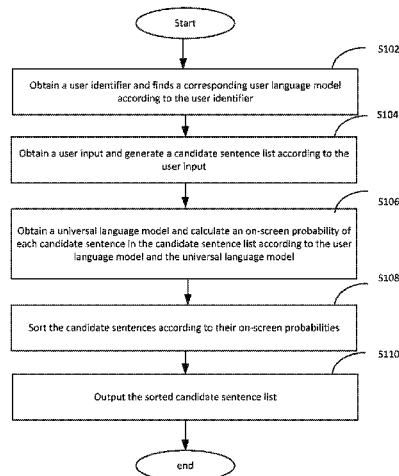 Start
S102
Obtain a user identifier and finds a corresponding user language model
according to the user identifier
S104
Obtain a user input and generate a candidate sentence list according to the
user input
S106
Obtain a universal language model and calculate an on-screen probability of
each candidate sentence in the candidate sentence list according to the user
language model and the universal language model
S108
Sort the candidate sentences according to their on-screen probabilities
S110
Output the sorted candidate sentence list
end